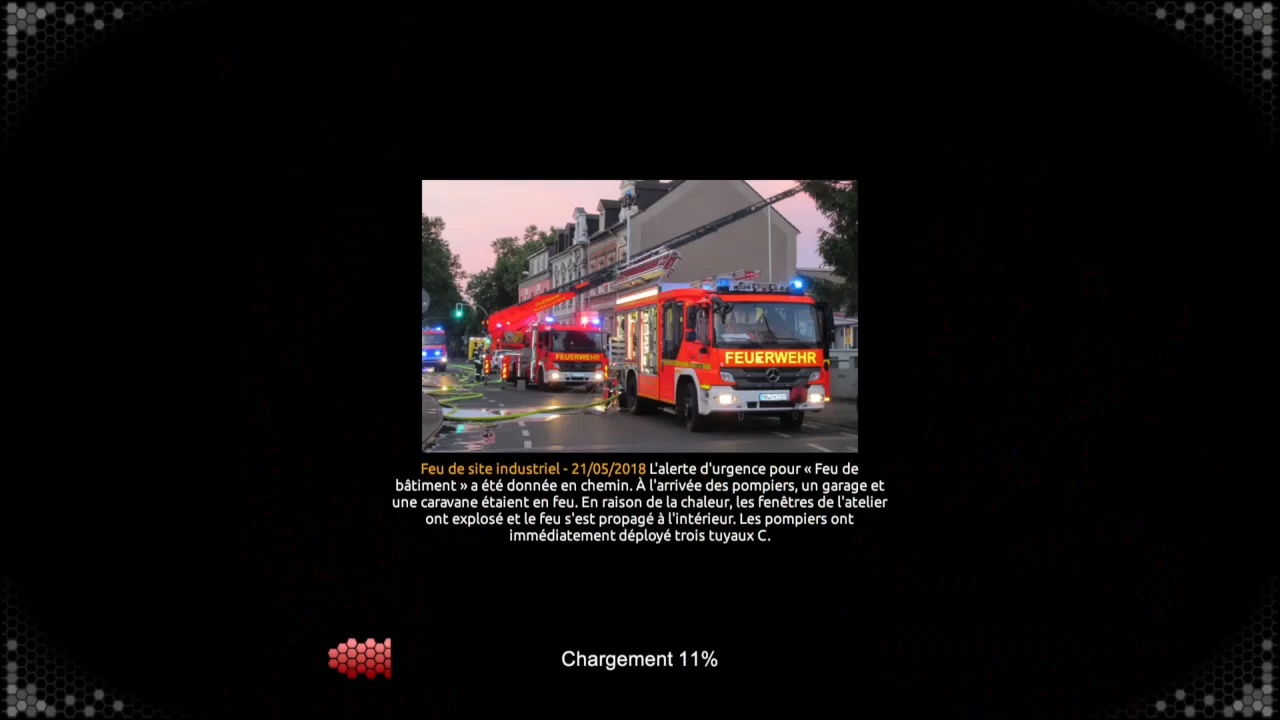 FEUERWEHR
FEUERWEHR
Feu de site industriel - 21/05/2018 L'alerte d'urgence pour « Feu de
bâtiment » a été donnée en chemin. À l'arrivée des pompiers, un garage et
une caravane étaient en feu. En raison de la chaleur, les fenêtres de l'atelier
ont explosé et le feu s'est propagé à l'intérieur. Les pompiers ont
immédiatement déployé trois tuyaux C.
Chargement 11%